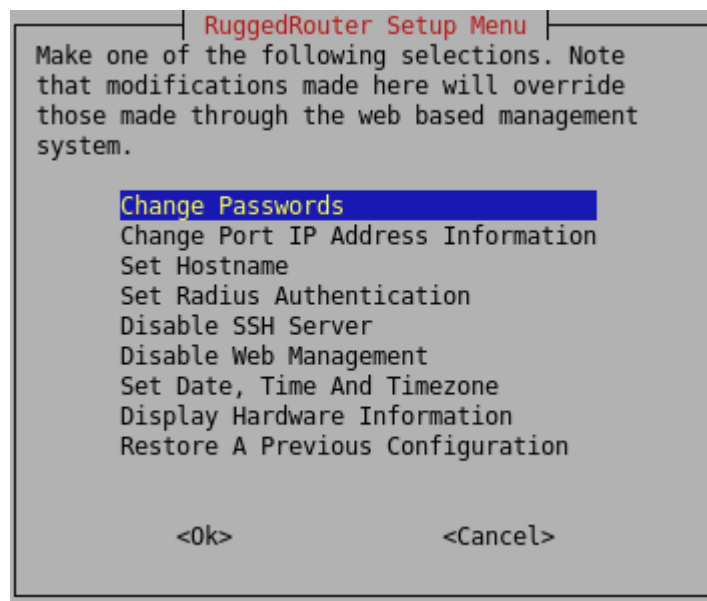 RuggedRouter Setup Menu
Make one of the following selections. Note
that modifications made here will override
those made through the web based management
system.
Change Passwords
Change Port IP Address Information
Set Hostname
Set Radius Authentication
Disable SSH Server
Disable Web Management
Set Date, Time And Timezone
Display Hardware Information
Restore A Previous Configuration
<Ok> <Cancel>